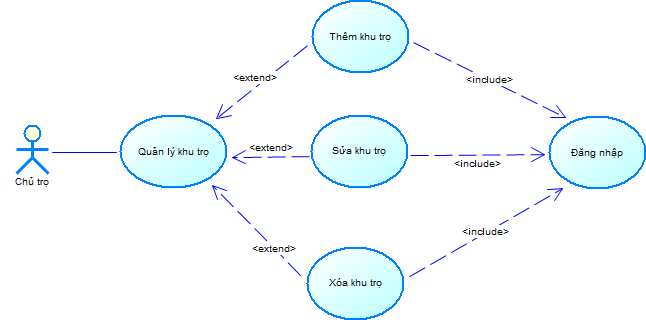 Thêm khu trọ
<extend>
<include>
Chủ trọ
Quản lý khu trọ
<extend>
Sửa khu trọ
<include>
Đăng nhập
<extend>
<include>
Xóa khu trọ